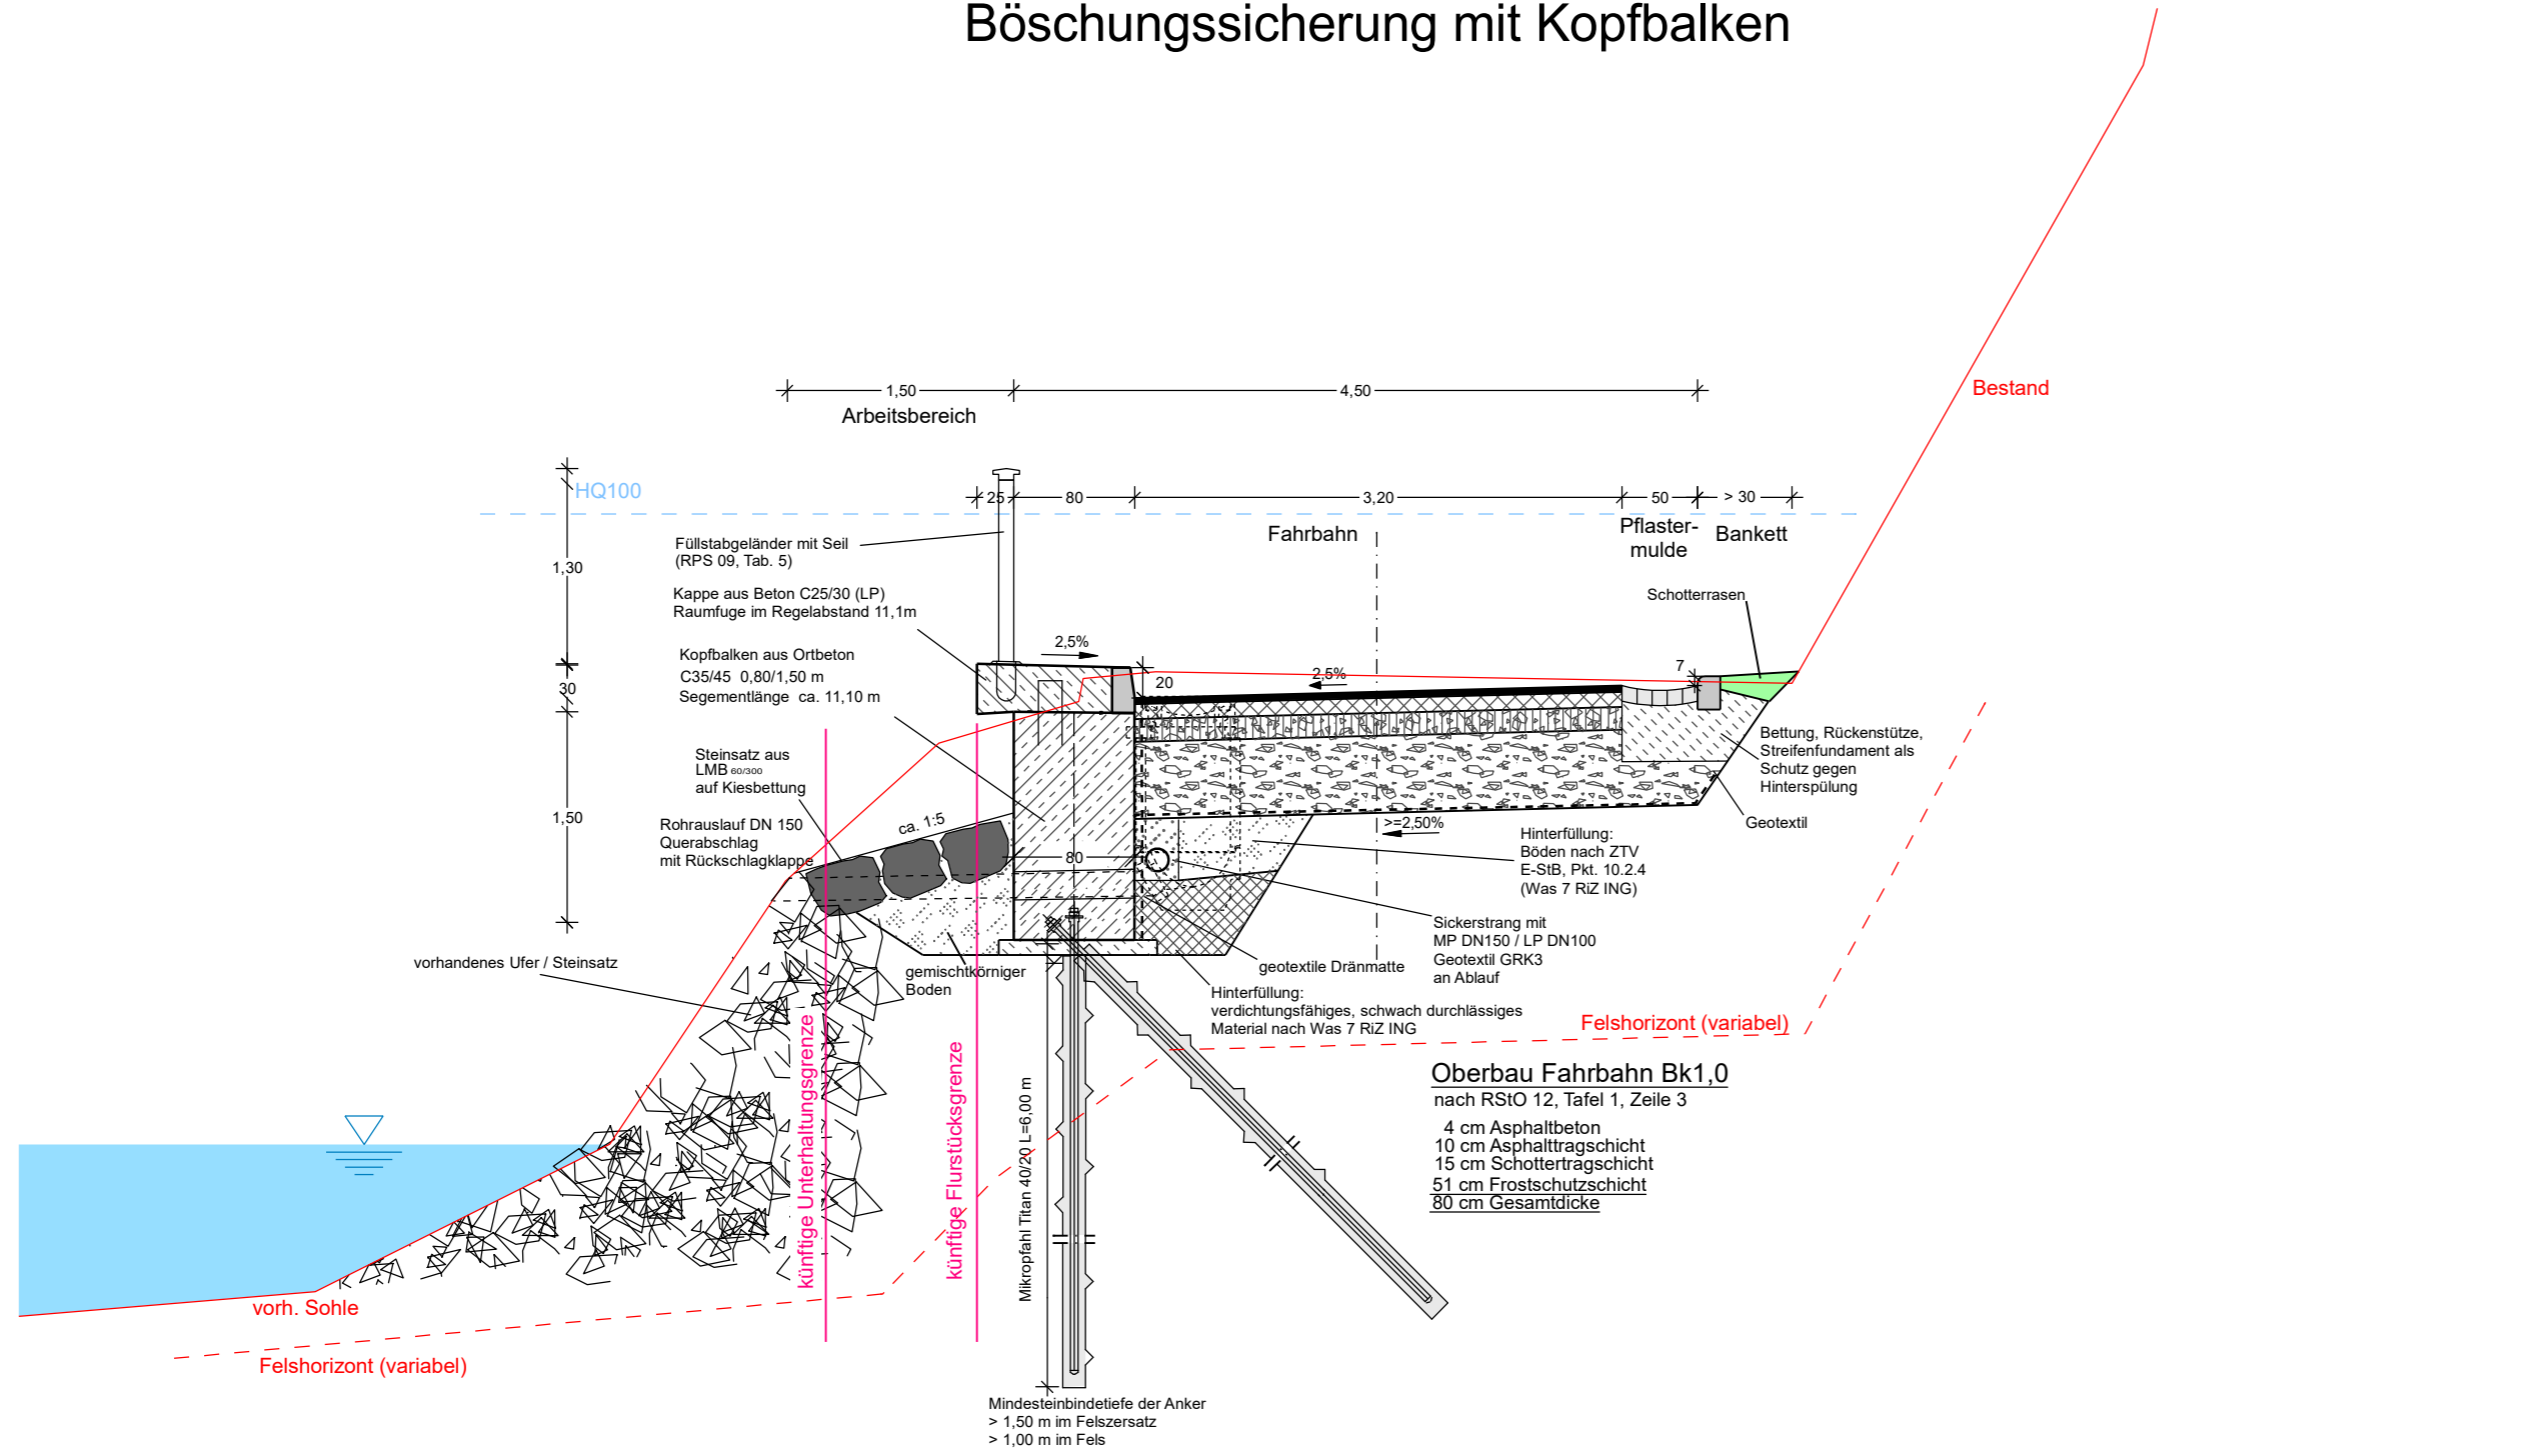 Böschungssicherung mit Kopfbalken
Bestand
1,50
4,50
Arbeitsbereich
HQ100
25
80
3,20
50
> 30
Fahrbahn
Pflaster-
mulde
Bankett
Füllstabgeländer mit Seil
(RPS 09, Tab. 5)
1,30
Kappe aus Beton C25/30 (LP)
Raumfuge im Regelabstand 11,1m
Schotterrasen
2,5%
Kopfbalken aus Ortbeton
C35/45 0,80/1,50 m
Segementlänge ca. 11,10 m
30
20
2,5%
7
Steinsatz aus
LMB 60/300
auf Kiesbettung
Bettung, Rückenstütze,
Streifenfundament als
Schutz gegen
Hinterspülung
1,50
Rohrauslauf DN 150
Querabschlag
mit Rückschlagklappe
ca. 1:5
80
>=2,50%
Geotextil
Hinterfüllung:
Böden nach ZTV
E-StB, Pkt. 10.2.4
(Was 7 RiZ ING)
Sickerstrang mit
MP DN150 / LP DN100
Geotextil GRK3
an Ablauf
vorhandenes Ufer / Steinsatz
gemischtkörniger
Boden
geotextile Dränmatte
Hinterfüllung:
verdichtungsfähiges, schwach durchlässiges
Material nach Was 7 RiZ ING
Felshorizont (variabel)
künftige Unterhaltungsgrenze
künftige Flurstücksgrenze
Mikropfahl Titan 40/20 L=6,00 m
Oberbau Fahrbahn Bk1,0
nach RStO 12, Tafel 1, Zeile 3
4 cm Asphaltbeton
10 cm Asphalttragschicht
15 cm Schottertragschicht
51 cm Frostschutzschicht
80 cm Gesamtdicke
vorh. Sohle
Felshorizont (variabel)
Mindesteinbindetiefe der Anker
> 1,50 m im Felszersatz
> 1,00 m im Fels